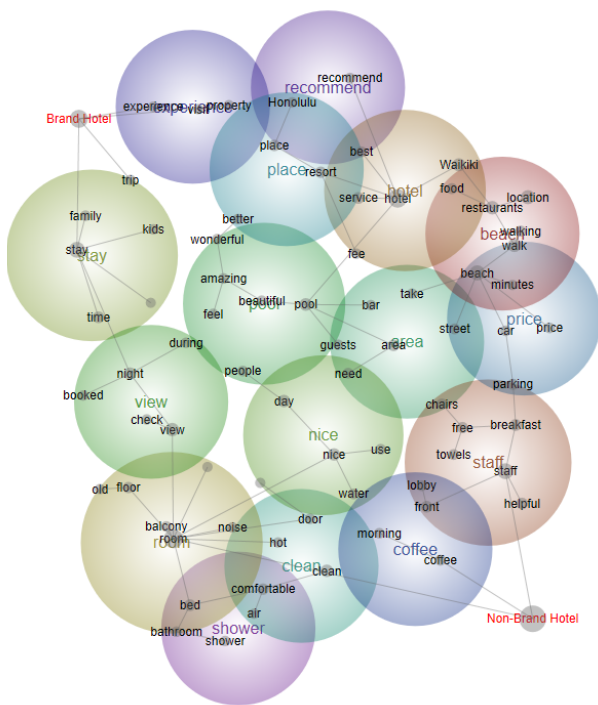 recommend
recommend
experience
experience
visit
property
Honolulu
Brand Hotel
place
best
Waikiki
place
resort
trip
food
hotel
service
hotel
location
restaurants
family
better
kids
walking
beach
wonderful
walk
stay
stay
fee
amazing
beach
minutes
feel
beautiful
pool
pool
bar
take
time
price
street
car
price
during
guests
area
area
night
people
need
parking
booked
view
day
chairs
check
view
nice
free
breakfast
nice
use
towels
staff
staff
old
floor
water
lobby
helpful
front
balcony
noise
door
room
room
hot
morning
coffee
coffee
clean
clean
comfortable
bed
air
Non-Brand Hotel
bathroom
shower
shower